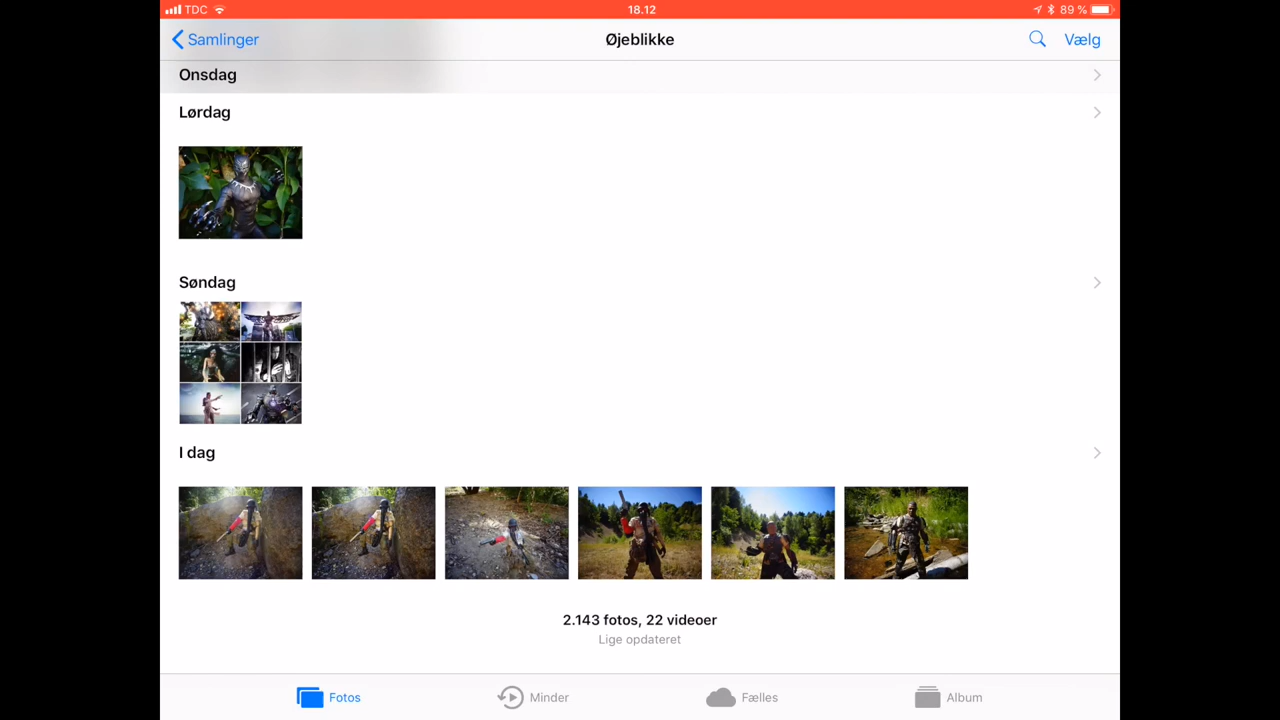 TDC 18.12 89 %
Samlinger Øjeblikke Vælg
Onsdag
Lørdag
Søndag
I dag
2.143 fotos, 22 videoer
Lige opdateret
Fotos Minder Fælles Album